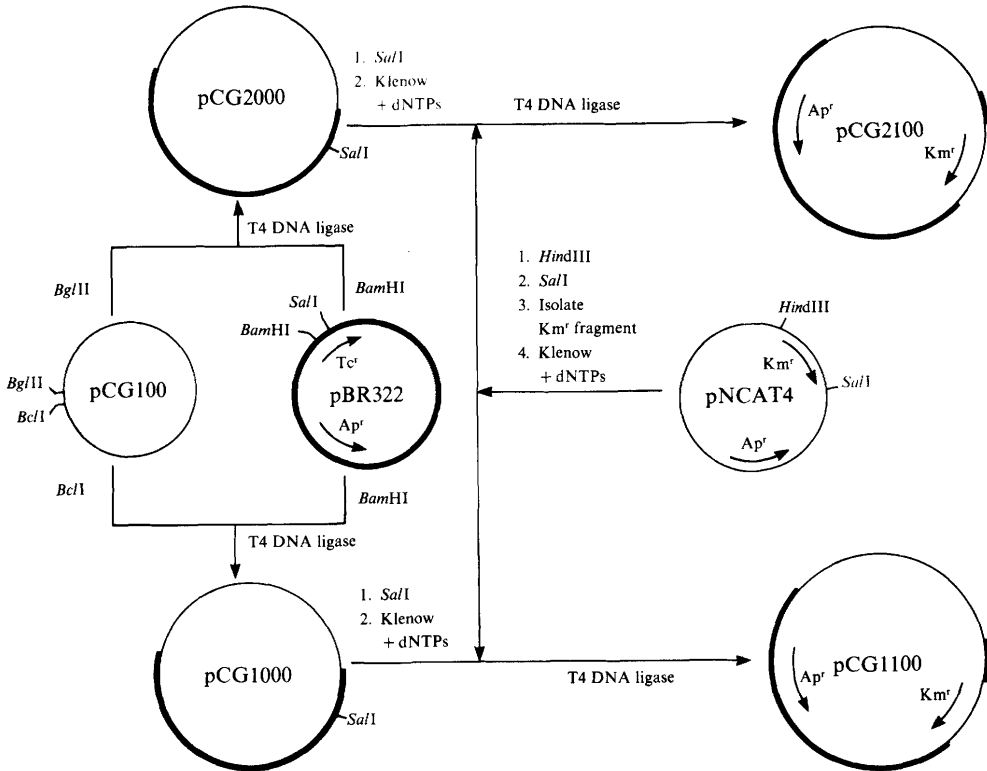 pCG2000
1. SalI
2. Klenow
+ dNTPs
SalI
T4 DNA ligase
Apʳ
pCG2100
Kmʳ
T4 DNA ligase
BglII
BamHI
SalI
BamHI
BglII
BclI
pCG100
Tcʳ
pBR322
Apʳ
1. HindIII
2. SalI
3. Isolate
Kmʳ fragment
4. Klenow
+ dNTPs
HindIII
Kmʳ
SalI
pNCAT4
Apʳ
BclI
BamHI
T4 DNA ligase
pCG1000
1. SalI
2. Klenow
+ dNTPs
SalI
T4 DNA ligase
Apʳ
pCG1100
Kmʳ